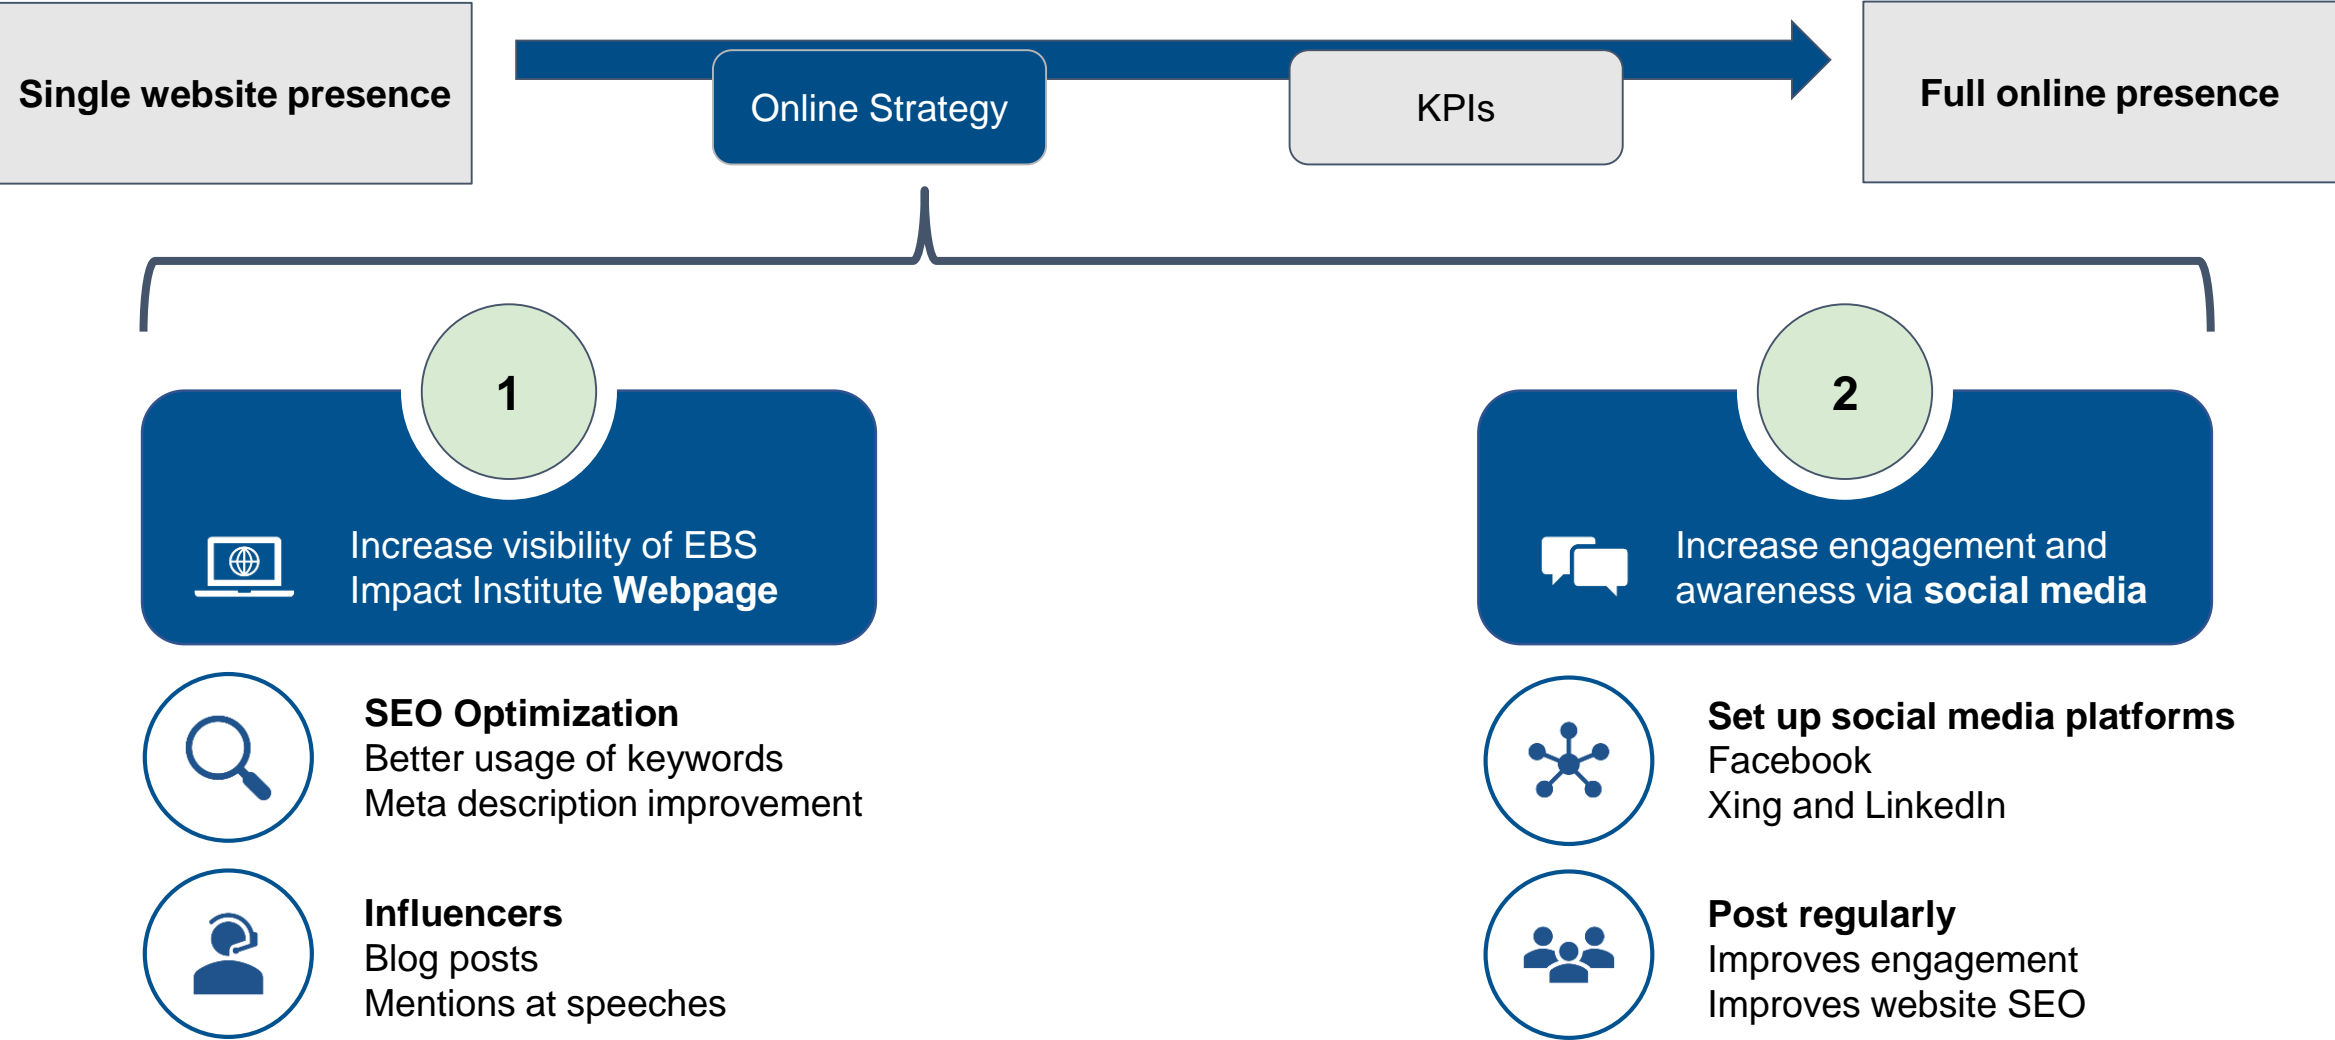 Single website presence
Online Strategy
KPIs
Full online presence
1
Increase visibility of EBS
Impact Institute Webpage
SEO Optimization
Better usage of keywords
Meta description improvement
Influencers
Blog posts
Mentions at speeches
2
Increase engagement and
awareness via social media
Set up social media platforms
Facebook
Xing and LinkedIn
Post regularly
Improves engagement
Improves website SEO